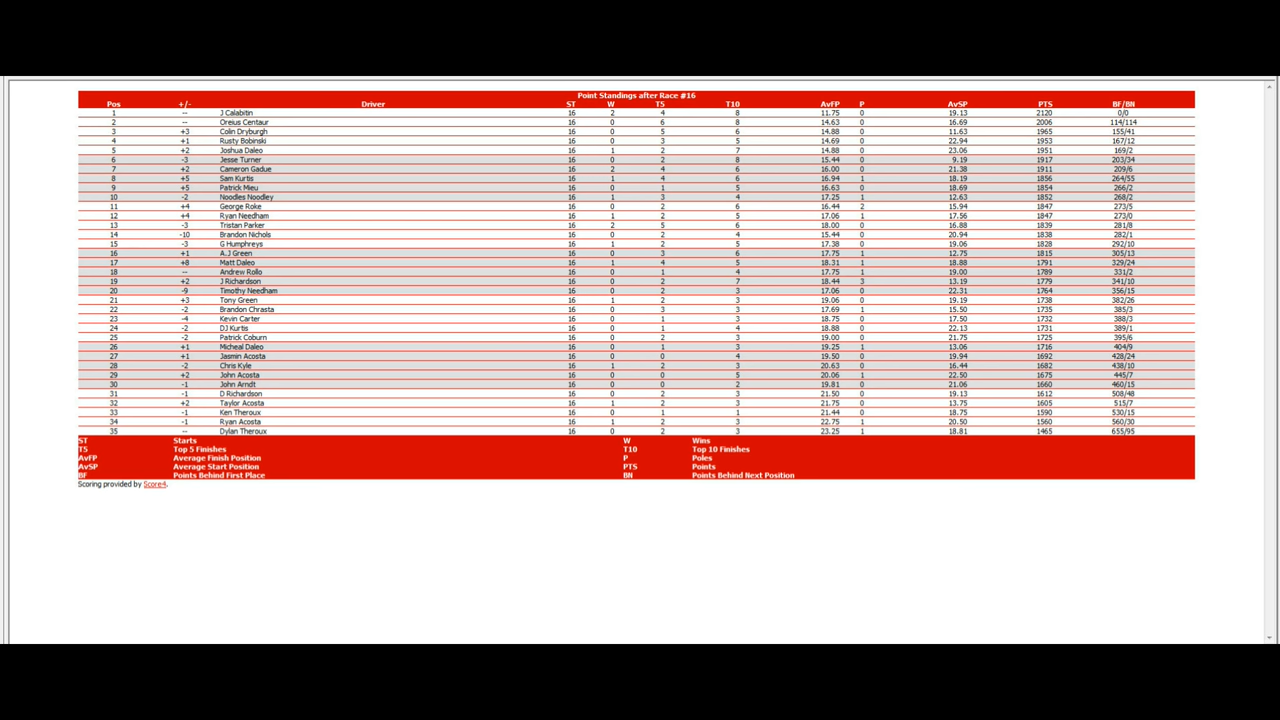 Point Standings after Race #16
Pos +/- Driver ST W T5 T10 AvFP P AvSP PTS BF/BN
1 -- J Calabitin 16 2 4 8 11.75 0 19.13 2120 0/0
2 -- Oreius Centaur 16 0 6 8 14.63 0 16.69 2006 114/114
3 +3 Colin Dryburgh 16 0 5 6 14.88 0 11.63 1965 155/41
4 +1 Rusty Bobinski 16 0 3 5 14.69 0 22.94 1953 167/12
5 +2 Joshua Daleo 16 1 2 7 14.88 0 23.06 1951 169/2
6 -3 Jesse Turner 16 0 2 8 15.44 0 9.19 1917 203/34
7 +2 Cameron Gadue 16 2 4 6 16.00 0 21.38 1911 209/6
8 +5 Sam Kurtis 16 1 4 6 16.94 1 18.19 1856 264/55
9 +5 Patrick Mieu 16 0 1 5 16.63 0 18.69 1854 266/2
10 -2 Noodles Noodley 16 1 3 4 17.25 1 12.63 1852 268/2
11 +4 George Roke 16 0 2 6 16.44 2 15.94 1847 273/5
12 +4 Ryan Needham 16 1 2 5 17.06 1 17.56 1847 273/0
13 -3 Tristan Parker 16 2 5 6 18.00 0 16.88 1839 281/8
14 -10 Brandon Nichols 16 0 2 4 15.44 0 20.94 1838 282/1
15 -3 G Humphreys 16 1 2 5 17.38 0 19.06 1828 292/10
16 +1 A.J Green 16 0 3 6 17.75 1 12.75 1815 305/13
17 +8 Matt Daleo 16 1 4 5 18.31 1 18.88 1791 329/24
18 -- Andrew Rollo 16 0 1 4 17.75 1 19.00 1789 331/2
19 +2 J Richardson 16 0 2 7 18.44 3 13.19 1779 341/10
20 -9 Timothy Needham 16 0 2 3 17.06 0 22.31 1764 356/15
21 +3 Tony Green 16 1 2 3 19.06 0 19.19 1738 382/26
22 -2 Brandon Chrasta 16 0 3 3 17.69 1 15.50 1735 385/3
23 -4 Kevin Carter 16 0 1 3 18.75 0 17.50 1732 388/3
24 -2 DJ Kurtis 16 0 1 4 18.88 0 22.13 1731 389/1
25 -2 Patrick Coburn 16 0 2 3 19.00 0 21.75 1725 395/6
26 +1 Micheal Daleo 16 0 1 3 19.25 1 13.06 1716 404/9
27 +1 Jasmin Acosta 16 0 0 4 19.50 0 19.94 1692 428/24
28 -2 Chris Kyle 16 1 2 3 20.63 0 16.44 1682 438/10
29 +2 John Acosta 16 0 0 5 20.06 1 22.50 1675 445/7
30 -1 John Arndt 16 0 0 2 19.81 0 21.06 1660 460/15
31 -1 D Richardson 16 0 2 3 21.50 0 19.13 1612 508/48
32 +2 Taylor Acosta 16 1 2 3 21.75 0 13.75 1605 515/7
33 -1 Ken Theroux 16 0 1 1 21.44 0 18.75 1590 530/15
34 -1 Ryan Acosta 16 1 2 3 22.75 1 20.50 1560 560/30
35 -- Dylan Theroux 16 0 2 3 23.25 1 18.81 1465 655/95
ST Starts W Wins
T5 Top 5 Finishes T10 Top 10 Finishes
AvFP Average Finish Position P Poles
AvSP Average Start Position PTS Points
BF Points Behind First Place BN Points Behind Next Position
Scoring provided by Score4.